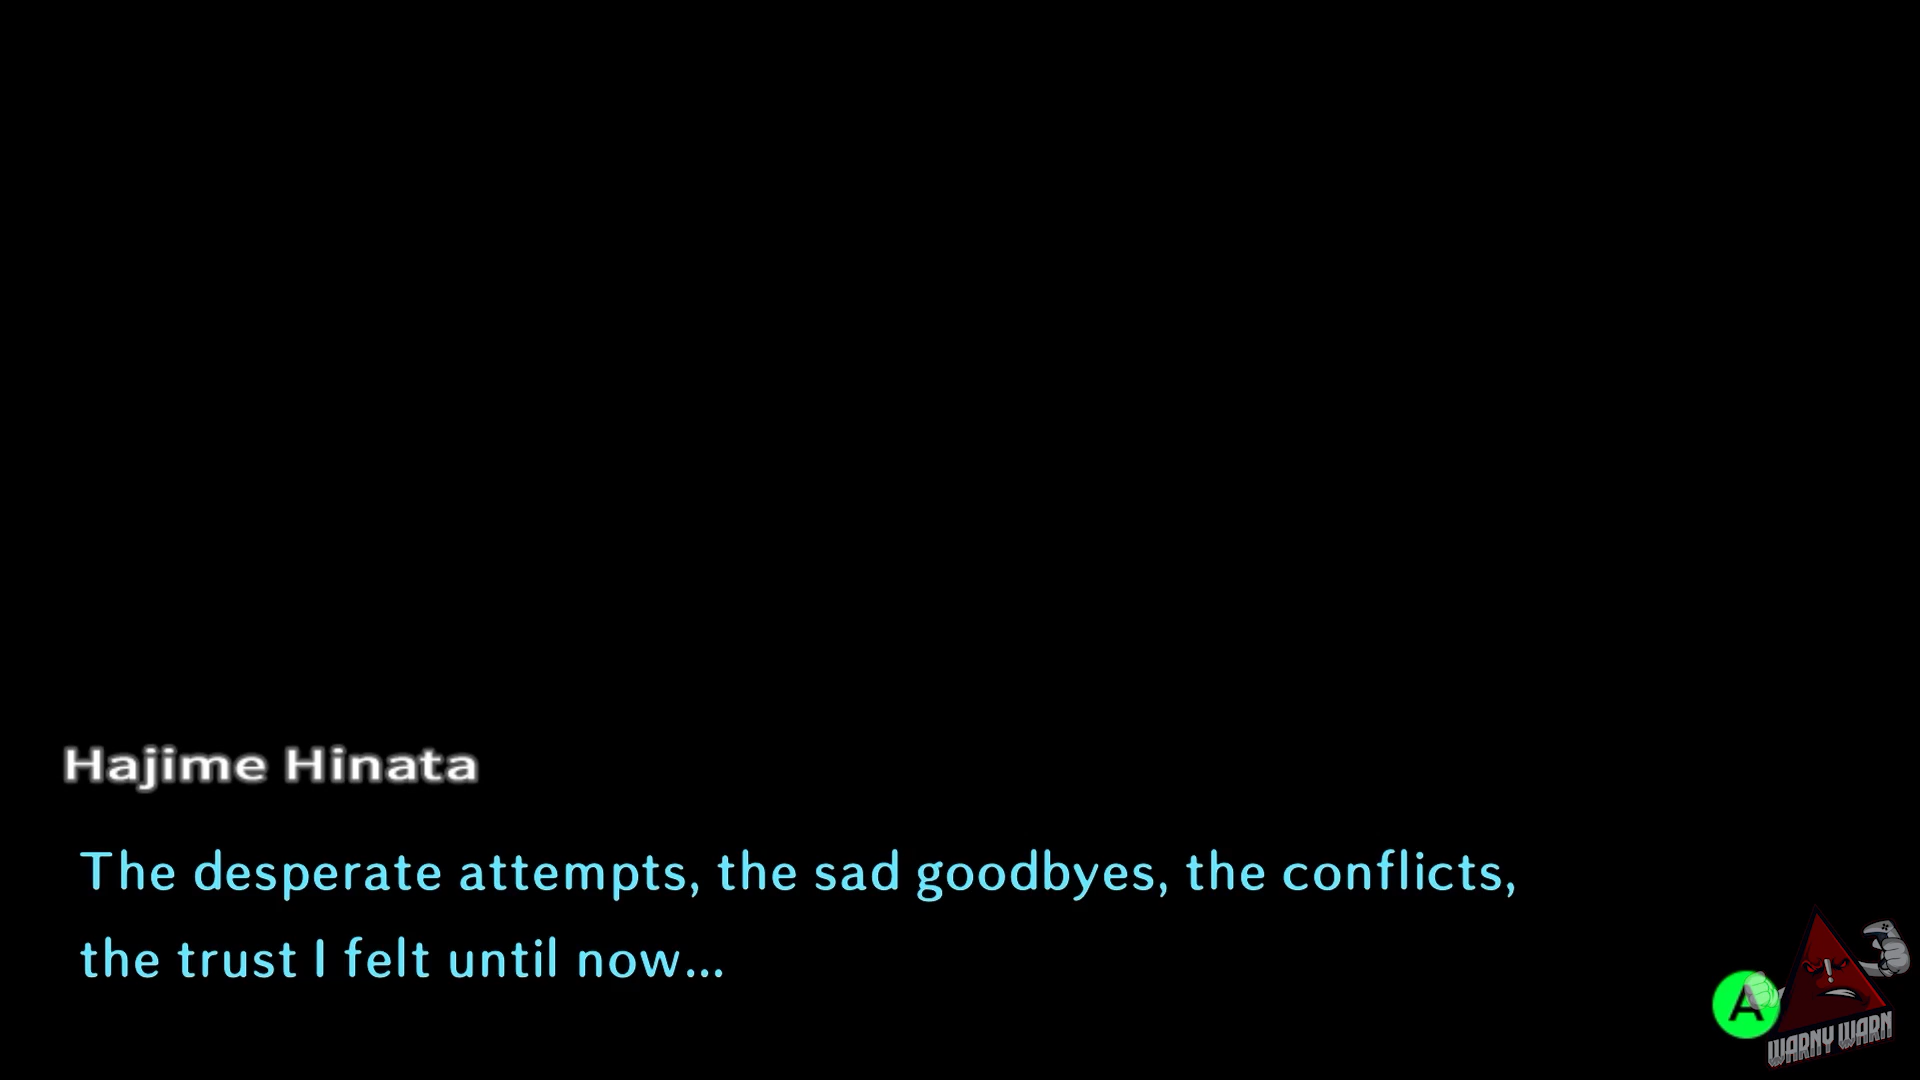 Hajime Hinata
The desperate attempts, the sad goodbyes, the conflicts,
the trust I felt until now...
A
WARNY WARN